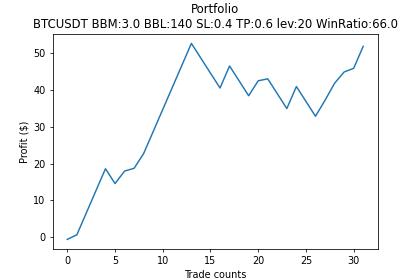 Portfolio
BTCUSDT BBM:3.0 BBL:140 SL:0.4 TP:0.6 lev:20 WinRatio:66.0
50
40
30
20
10
0
Profit ($)
0 5 10 15 20 25 30
Trade counts